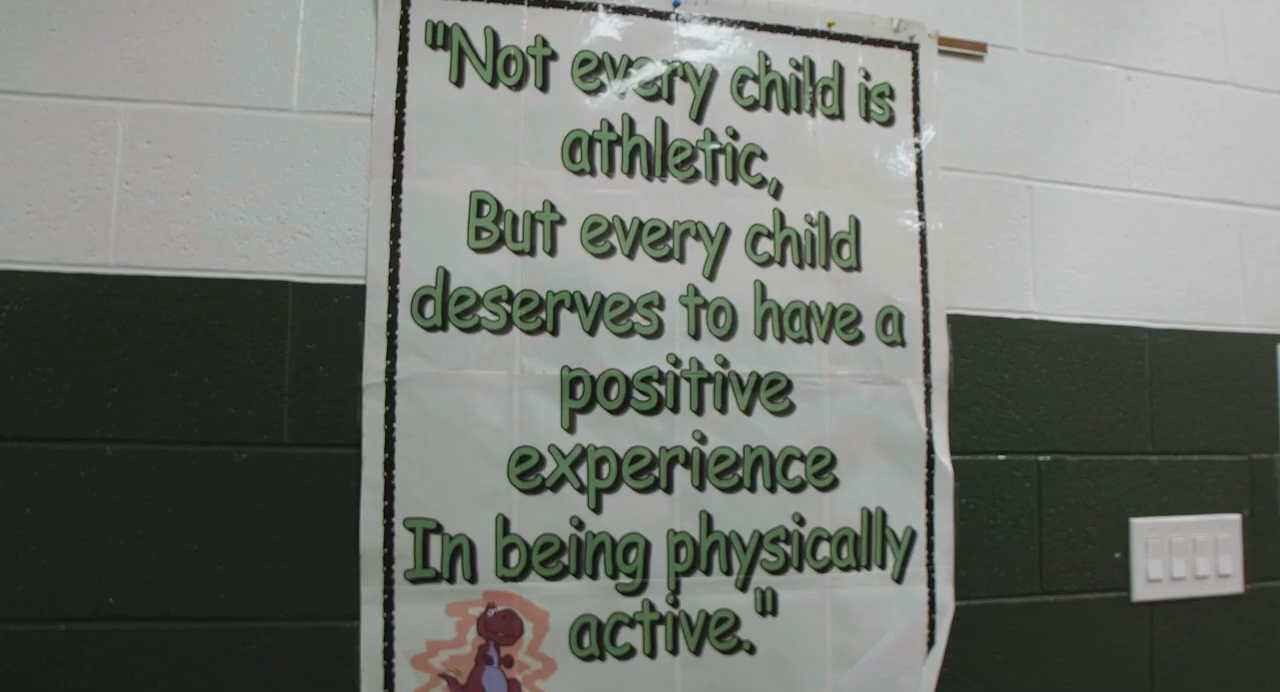 "Not every child is
athletic,
But every child
deserves to have a
positive
experience
In being physically
active."